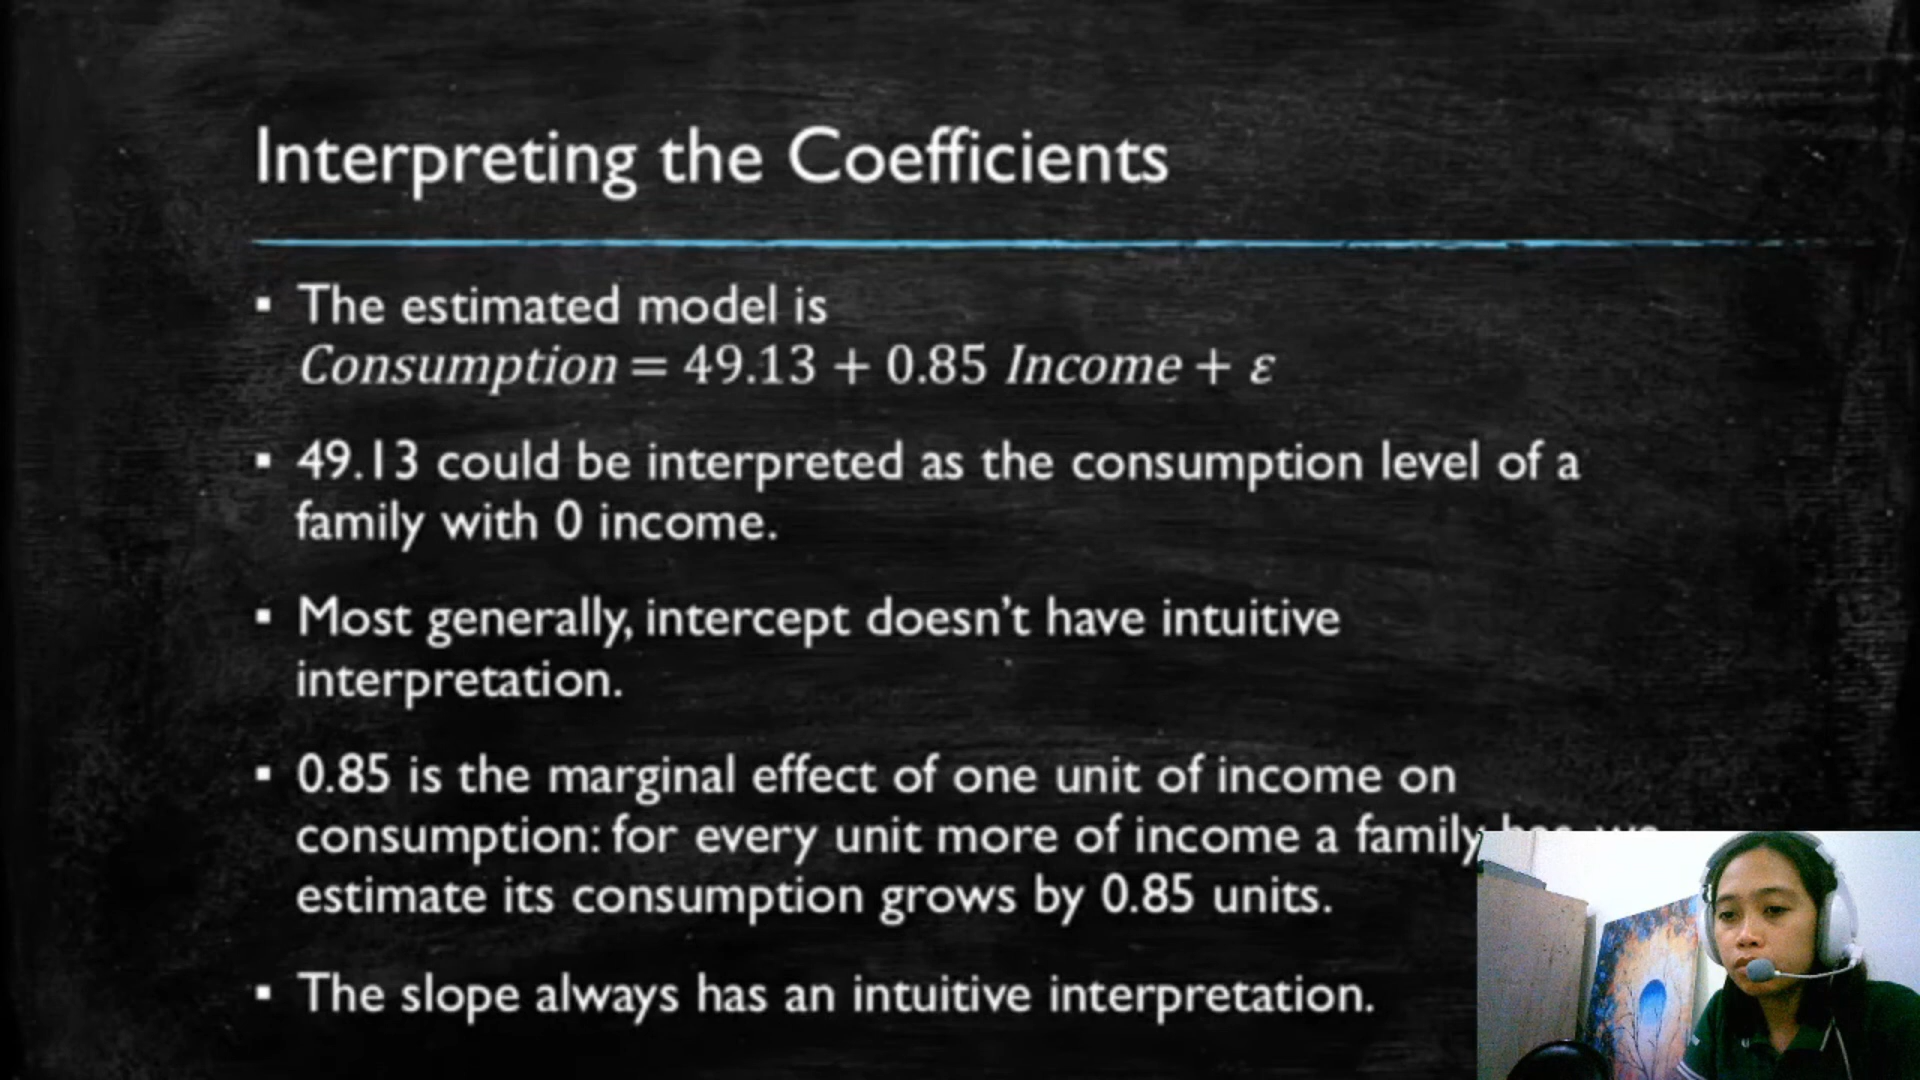 Interpreting the Coefficients
▪ The estimated model is
Consumption = 49.13 + 0.85 Income + ε
▪ 49.13 could be interpreted as the consumption level of a
family with 0 income.
▪ Most generally, intercept doesn't have intuitive
interpretation.
▪ 0.85 is the marginal effect of one unit of income on
consumption: for every unit more of income a family
estimate its consumption grows by 0.85 units.
▪ The slope always has an intuitive interpretation.